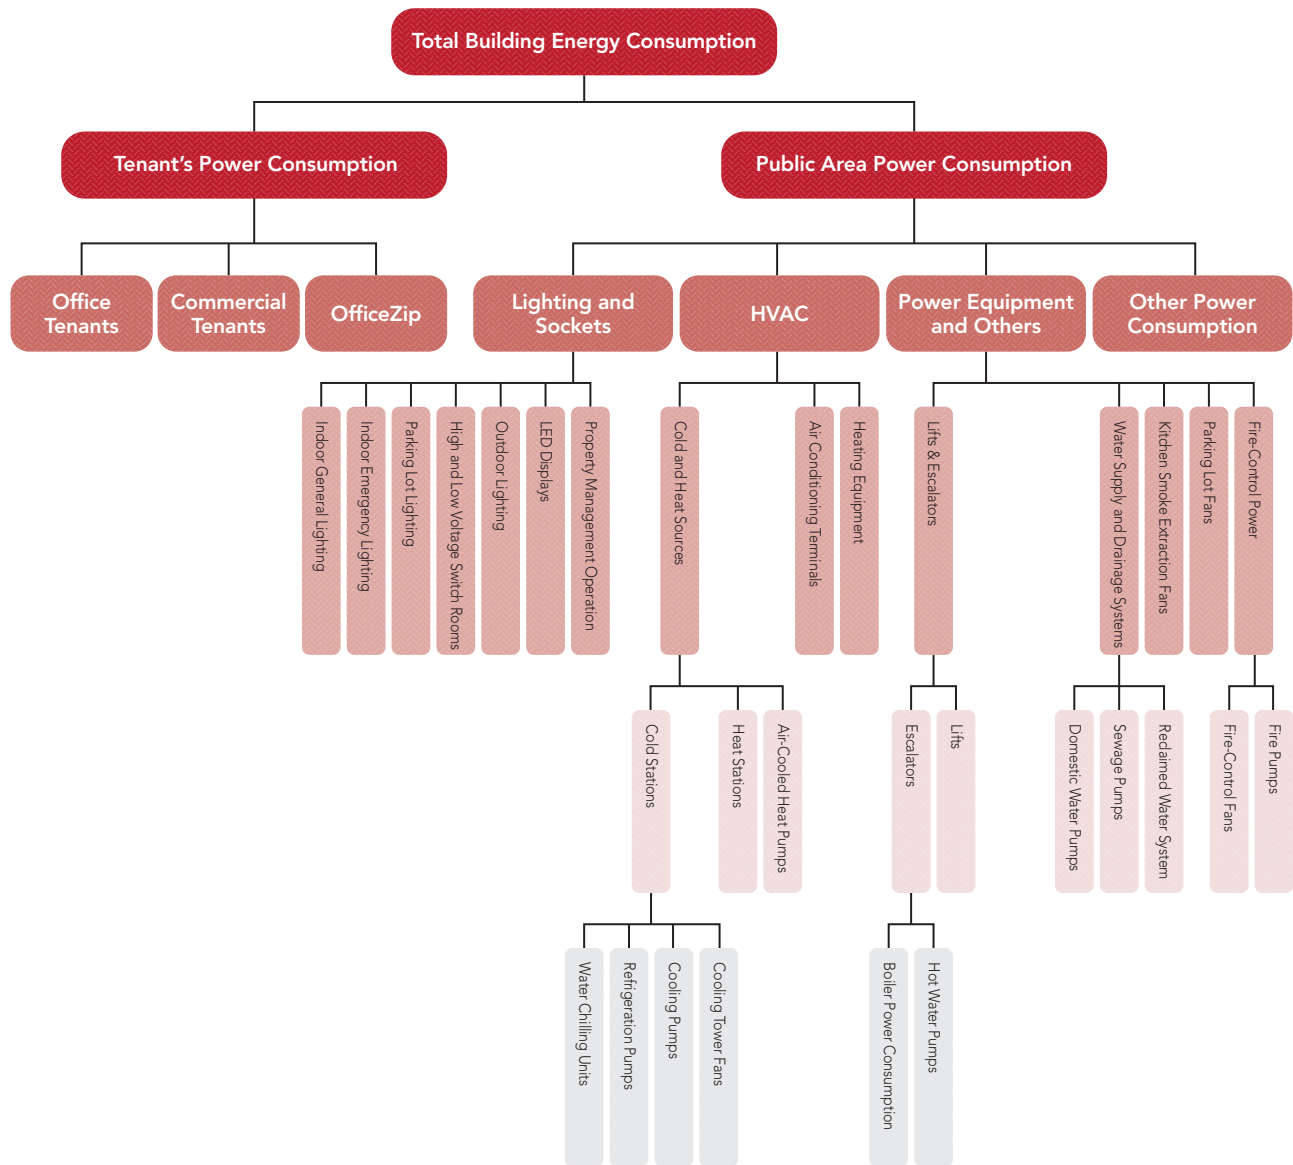 Total Building Energy Consumption
Tenant’s Power Consumption
Public Area Power Consumption
Office
Tenants
Commercial
Tenants
OfficeZip
Lighting and
Sockets
HVAC
Power Equipment
and Others
Other Power
Consumption
Indoor General Lighting
Indoor Emergency Lighting
Parking Lot Lighting
High and Low Voltage Switch Rooms
Outdoor Lighting
LED Displays
Property Management Operation
Cold and Heat Sources
Air Conditioning Terminals
Heating Equipment
Lifts & Escalators
Water Supply and Drainage Systems
Kitchen Smoke Extraction Fans
Parking Lot Fans
Fire-Control Power
Cold Stations
Heat Stations
Air-Cooled Heat Pumps
Escalators
Lifts
Domestic Water Pumps
Sewage Pumps
Reclaimed Water System
Fire-Control Fans
Fire Pumps
Water Chilling Units
Refrigeration Pumps
Cooling Pumps
Cooling Tower Fans
Boiler Power Consumption
Hot Water Pumps